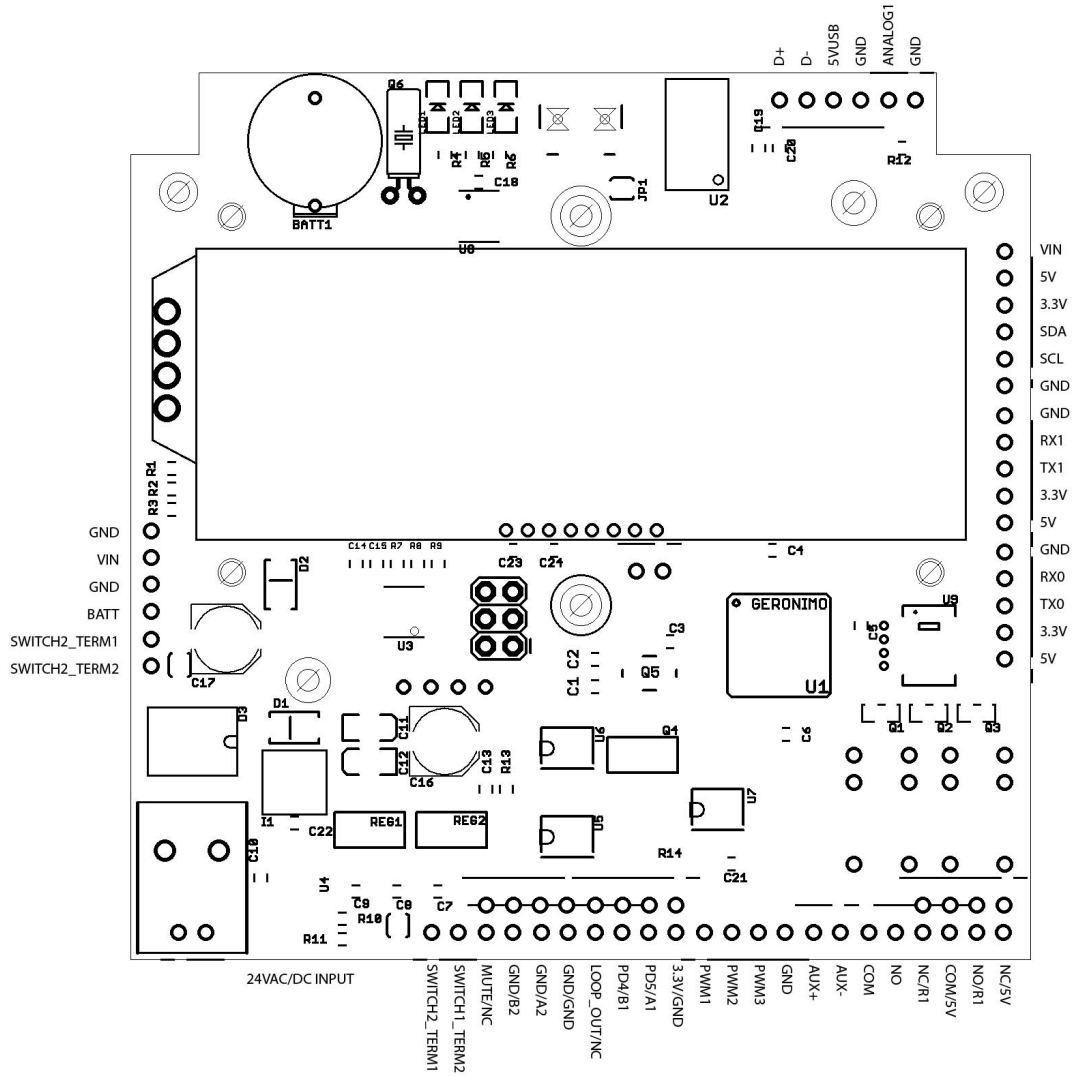 D+
D-
5VUSB
GND
ANALOG1
GND
Q6
LED1
LED2
LED3
R4
R5
R6
C18
C19
C20
R12
JP1
U2
BATT1
U8
VIN
5V
3.3V
SDA
SCL
GND
GND
RX1
TX1
3.3V
5V
GND
RX0
TX0
3.3V
5V
R1
R2
R3
GND
VIN
GND
BATT
SWITCH2_TERM1
SWITCH2_TERM2
C14
C15
R7
R8
R9
C23
C24
C4
D2
U3
C17
C3
C2
C1
Q5
GERONIMO
U1
U9
C5
Q1
Q2
Q3
D3
D1
C11
C12
C16
C13
R13
U6
Q4
C6
U7
I1
C22
REG1
REG2
U5
R14
C21
C10
U4
C9
C8
C7
R10
R11
24VAC/DC INPUT
SWITCH2_TERM1
SWITCH1_TERM2
MUTE/NC
GND/B2
GND/A2
GND/GND
LOOP_OUT/NC
PD4/B1
PD5/A1
3.3V/GND
PWM1
PWM2
PWM3
GND
AUX+
AUX-
COM
NO
NC/R1
COM/5V
NO/R1
NC/5V